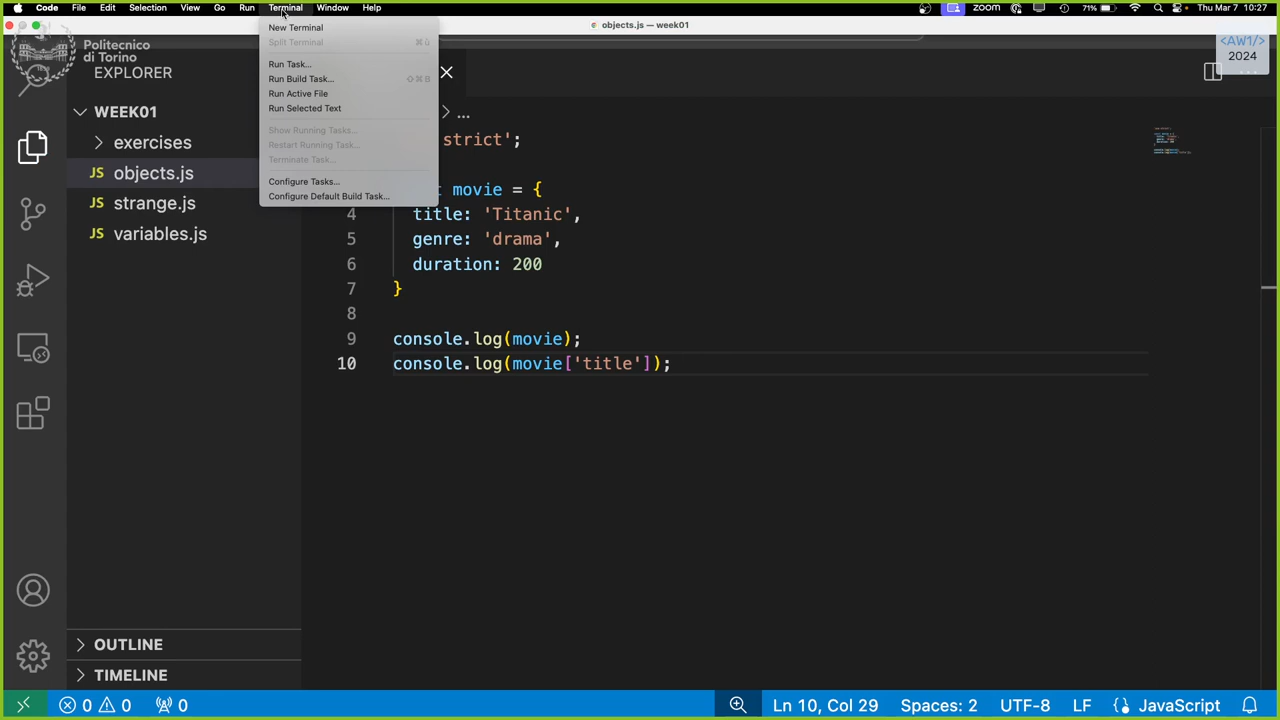 Code File Edit Selection View Go Run Terminal Window Help
zoom 71% Thu Mar 7 10:27
objects.js — week01
Politecnico
di Torino
<AW1/>
2024
EXPLORER
WEEK01
exercises
JS objects.js
JS strange.js
JS variables.js
OUTLINE
TIMELINE
New Terminal
Split Terminal ⌘ù
Run Task...
Run Build Task... ⇧⌘B
Run Active File
Run Selected Text
Show Running Tasks...
Restart Running Task...
Terminate Task...
Configure Tasks...
Configure Default Build Task...
> ...
strict';
movie = {
4 title: 'Titanic',
5 genre: 'drama',
6 duration: 200
7 }
8
9 console.log(movie);
10 console.log(movie['title']);
0 0 0 Ln 10, Col 29 Spaces: 2 UTF-8 LF {} JavaScript